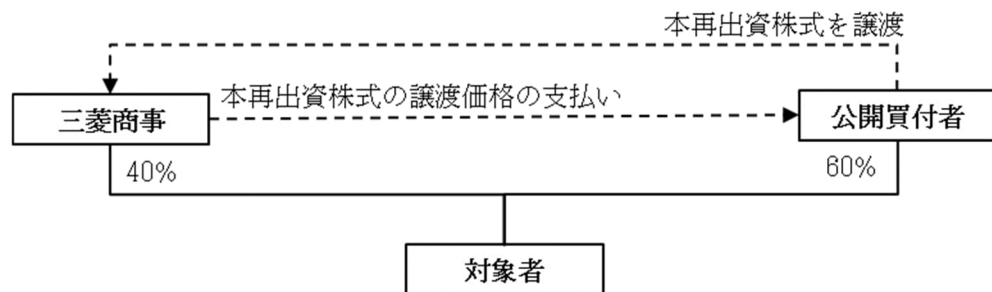 本再出資株式を譲渡
本再出資株式の譲渡価格の支払い
三菱商事
公開買付者
40%
60%
対象者